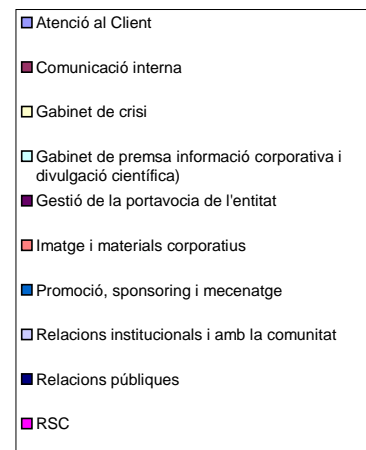 Atenció al Client
Comunicació interna
Gabinet de crisi
Gabinet de premsa informació corporativa i
divulgació científica)
Gestió de la portavocia de l'entitat
Imatge i materials corporatius
Promoció, sponsoring i mecenatge
Relacions institucionals i amb la comunitat
Relacions públiques
RSC